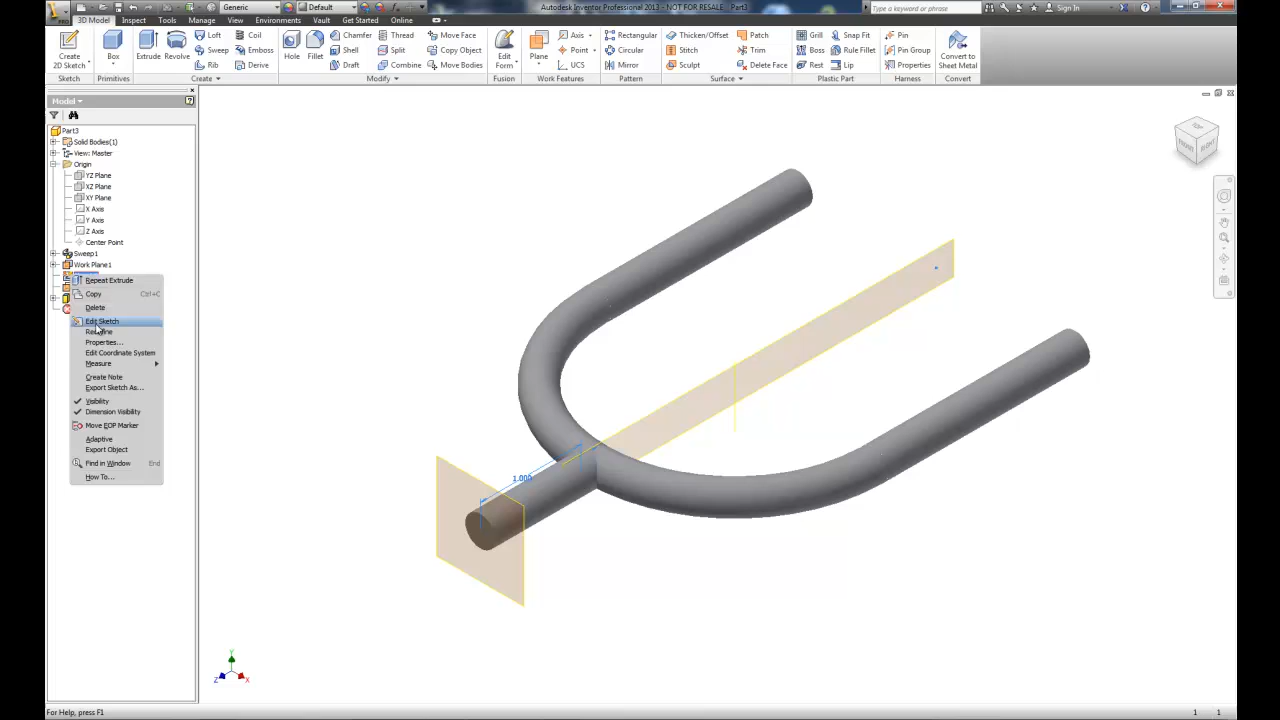 Generic
Default
Autodesk Inventor Professional 2013 - NOT FOR RESALE - Part3
Type a keyword or phrase
Sign In
PRO
3D Model Inspect Tools Manage View Environments Vault Get Started Online
Create 2D Sketch
Sketch
Box
Primitives
Extrude Revolve
Loft Coil
Sweep Emboss
Rib Derive
Create
Hole Fillet
Chamfer Thread Move Face
Shell Split Copy Object
Draft Combine Move Bodies
Modify
Edit Form
Fusion
Plane
Axis
Point
UCS
Work Features
Rectangular
Circular
Mirror
Pattern
Thicken/Offset Patch
Stitch Trim
Sculpt Delete Face
Surface
Grill Snap Fit
Boss Rule Fillet
Rest Lip
Plastic Part
Pin
Pin Group
Properties
Harness
Convert to Sheet Metal
Convert
Model
Part3
Solid Bodies(1)
View: Master
Origin
YZ Plane
XZ Plane
XY Plane
X Axis
Y Axis
Z Axis
Center Point
Sweep1
Work Plane1
Repeat Extrude
Copy Ctrl+C
Delete
Edit Sketch
Properties...
Edit Coordinate System
Measure
Create Note
Export Sketch As...
Visibility
Dimension Visibility
Move EOP Marker
Adaptive
Export Object
Find in Window End
How To...
1.000
TOP
FRONT
RIGHT
Y
Z
X
For Help, press F1
1 1